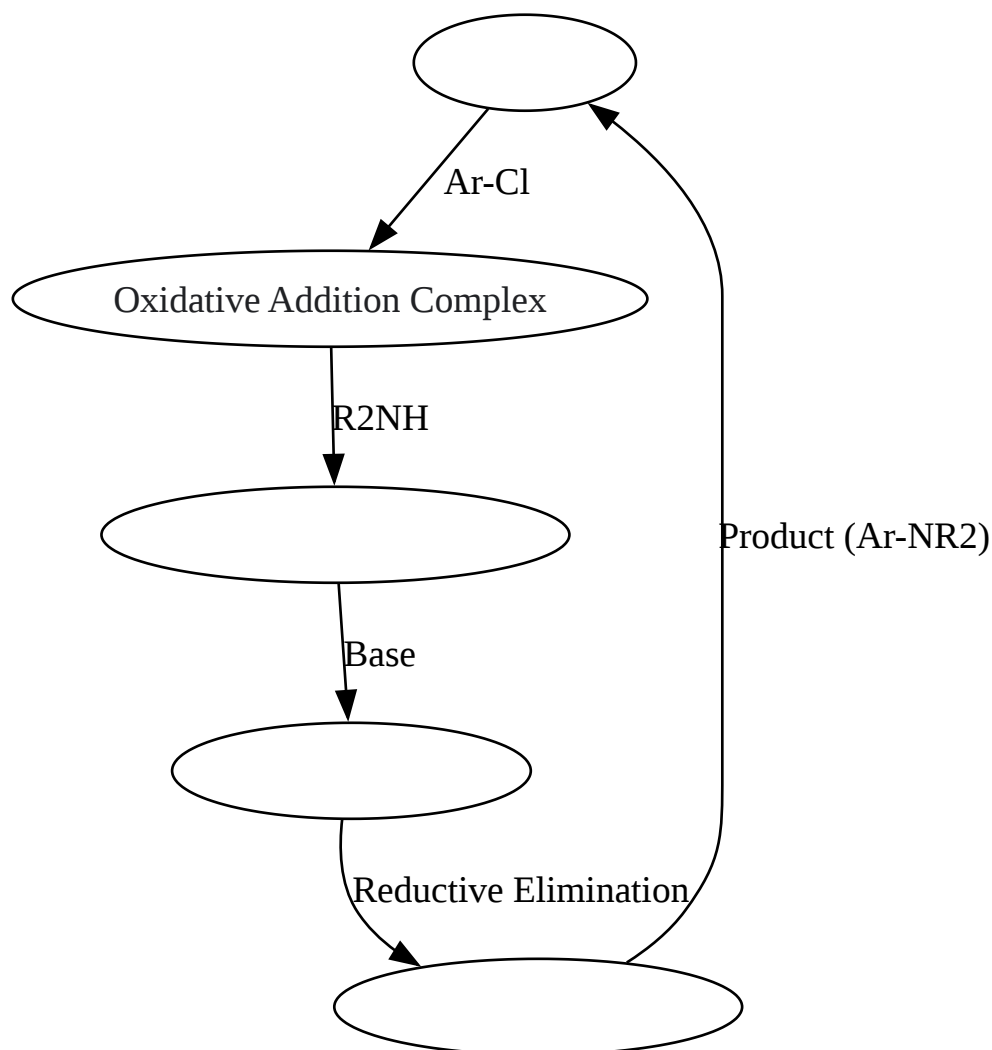 Ar-Cl
Oxidative Addition Complex
R2NH
Product (Ar-NR2)
Base
Reductive Elimination